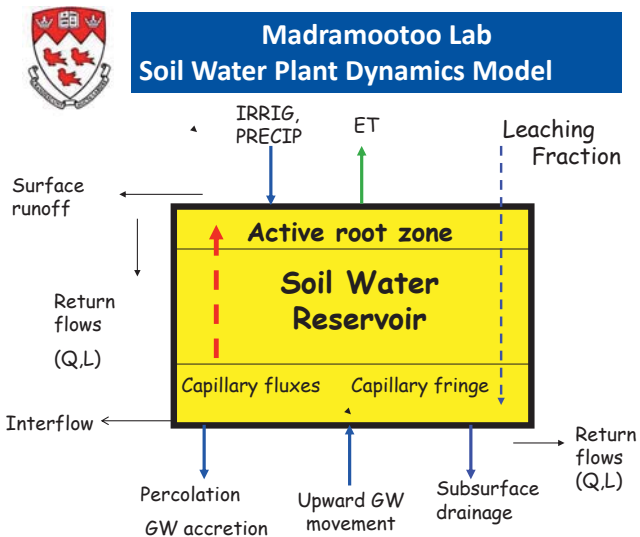 Madramootoo Lab
Soil Water Plant Dynamics Model
IRRIG,
PRECIP
ET
Leaching
Fraction
Surface
runoff
Active root zone
Soil Water
Reservoir
Return
flows
(Q,L)
Capillary fluxes
Capillary fringe
Interflow
Return
flows
(Q,L)
Percolation
GW accretion
Upward GW
movement
Subsurface
drainage